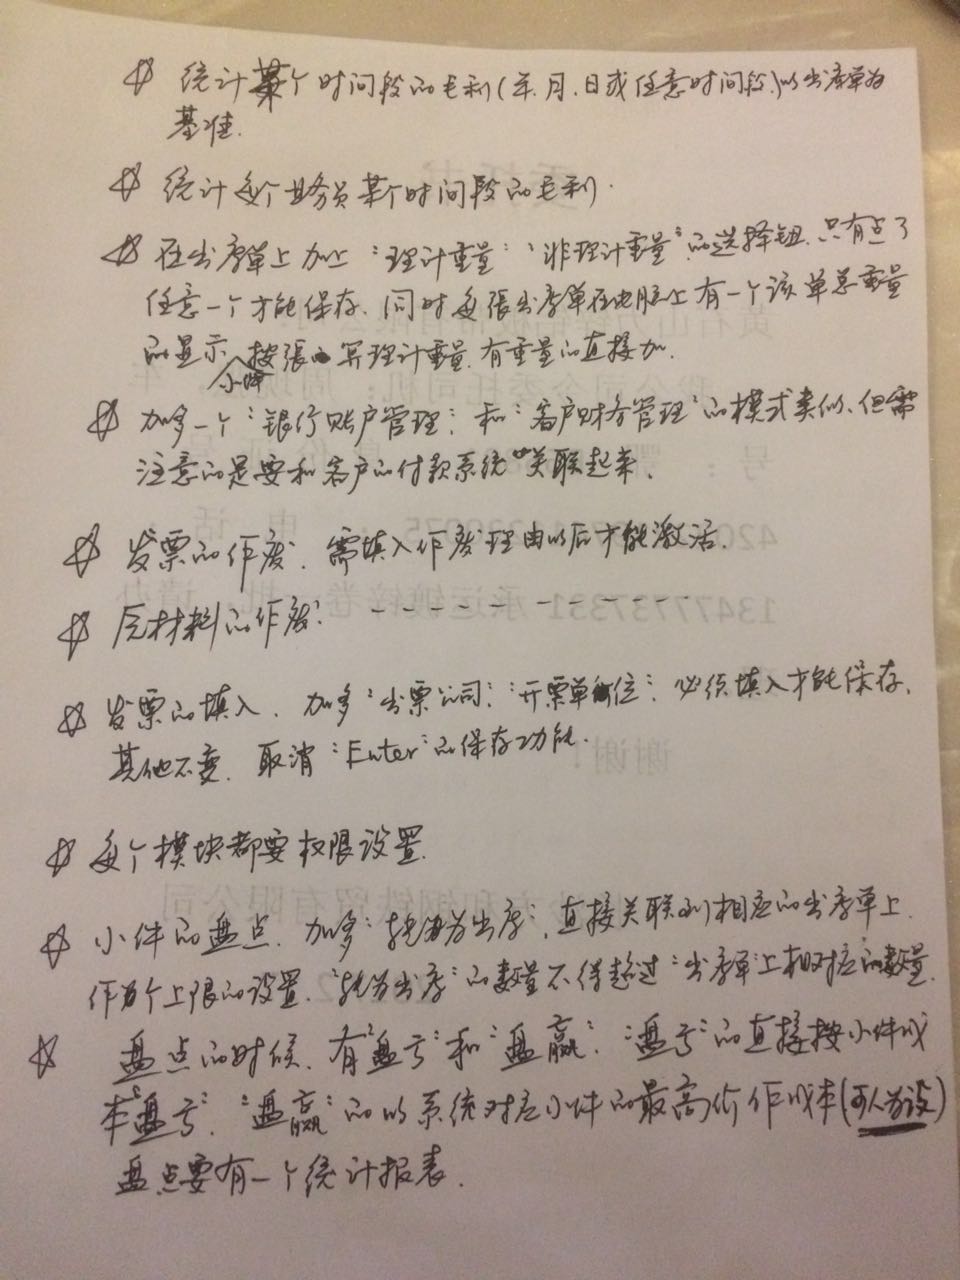 ☆ 统计某个时间段的毛利(年、月、日或任意时间段)以出库单为
基准.
☆ 统计每个业务员某个时间段的毛利.
☆ 在出库单上加上"理计重量"、"非理计重量"的选择钮.只有点了
任意一个才能保存.同时每張出库单在电脑上有一个该单总重量
的显示.小件按張 算理计重量.有重量的直接加.
☆ 加多一个"银行账户管理".和"客户财务管理"的模式类似、但需
注意的是要和客户的付款系统 关联起来.
☆ 发票的作废.需填入作废理由以后才能激活.
☆ 原材料的作废. - - - - - - - - - - - -
☆ 发票的填入.加多"出票公司","开票单位".必须填入才能保存.
其他不变.取消"Enter"的保存功能.
☆ 每个模块都要权限设置.
☆ 小件的盘点.加多"转为出库",直接关联到相应的出库单上.
作为个上限的设置."转为出库"的数量不得超过"出库单"上相对应的数量.
☆ 盘点的时候.有"盘亏"和"盘赢"."盘亏"的直接按小件成
本"盘亏"."盘赢"的以系统对应小件的最高价作成本(可人为设)
盘点要有一个统计报表.